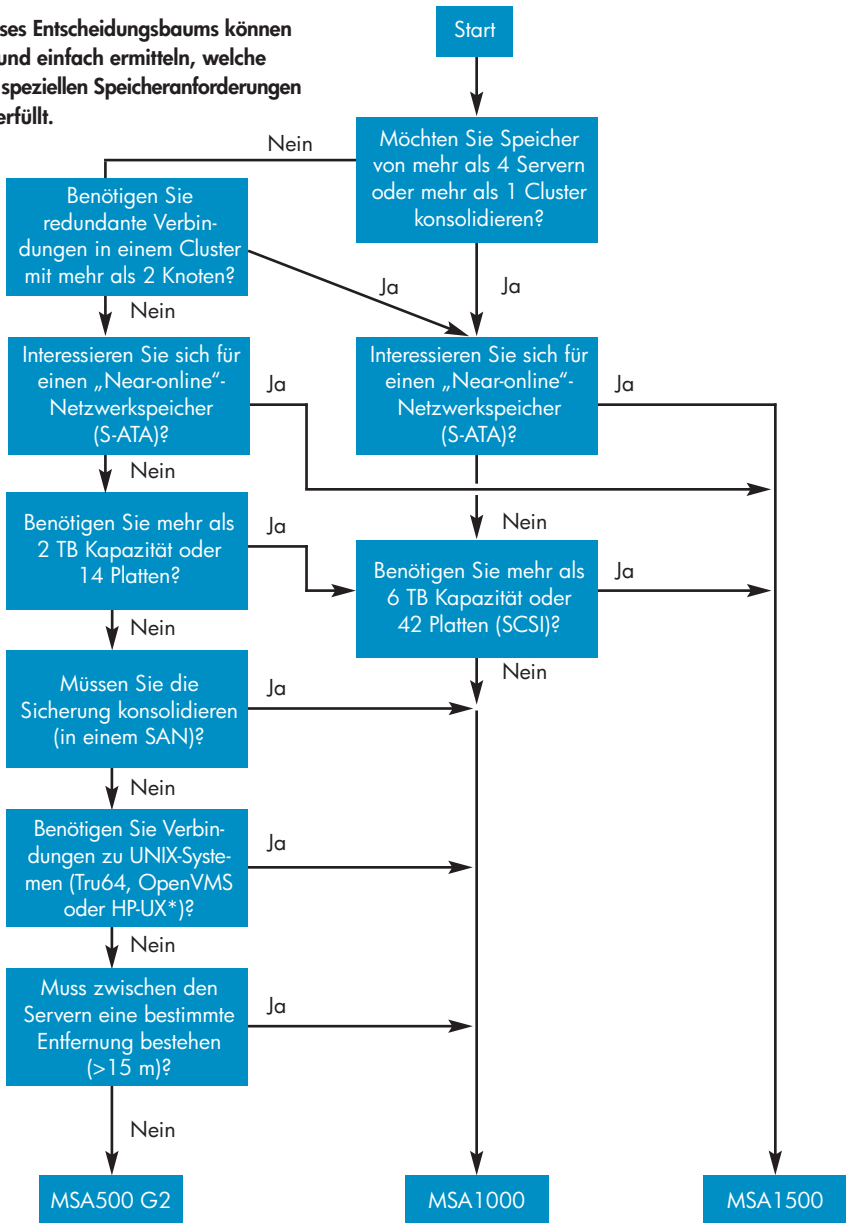 ses Entscheidungsbaums können
und einfach ermitteln, welche
speziellen Speicheranforderungen
erfüllt.
Start
Möchten Sie Speicher
von mehr als 4 Servern
oder mehr als 1 Cluster
konsolidieren?
Nein
Ja
Benötigen Sie
redundante Verbin-
dungen in einem Cluster
mit mehr als 2 Knoten?
Ja
Nein
Interessieren Sie sich für
einen „Near-online“-
Netzwerkspeicher
(S-ATA)?
Ja
Nein
Interessieren Sie sich für
einen „Near-online“-
Netzwerkspeicher
(S-ATA)?
Ja
Nein
Benötigen Sie mehr als
2 TB Kapazität oder
14 Platten?
Ja
Nein
Benötigen Sie mehr als
6 TB Kapazität oder
42 Platten (SCSI)?
Ja
Nein
Müssen Sie die
Sicherung konsolidieren
(in einem SAN)?
Ja
Nein
Benötigen Sie Verbin-
dungen zu UNIX-Syste-
men (Tru64, OpenVMS
oder HP-UX*)?
Ja
Nein
Muss zwischen den
Servern eine bestimmte
Entfernung bestehen
(>15 m)?
Ja
Nein
MSA500 G2
MSA1000
MSA1500